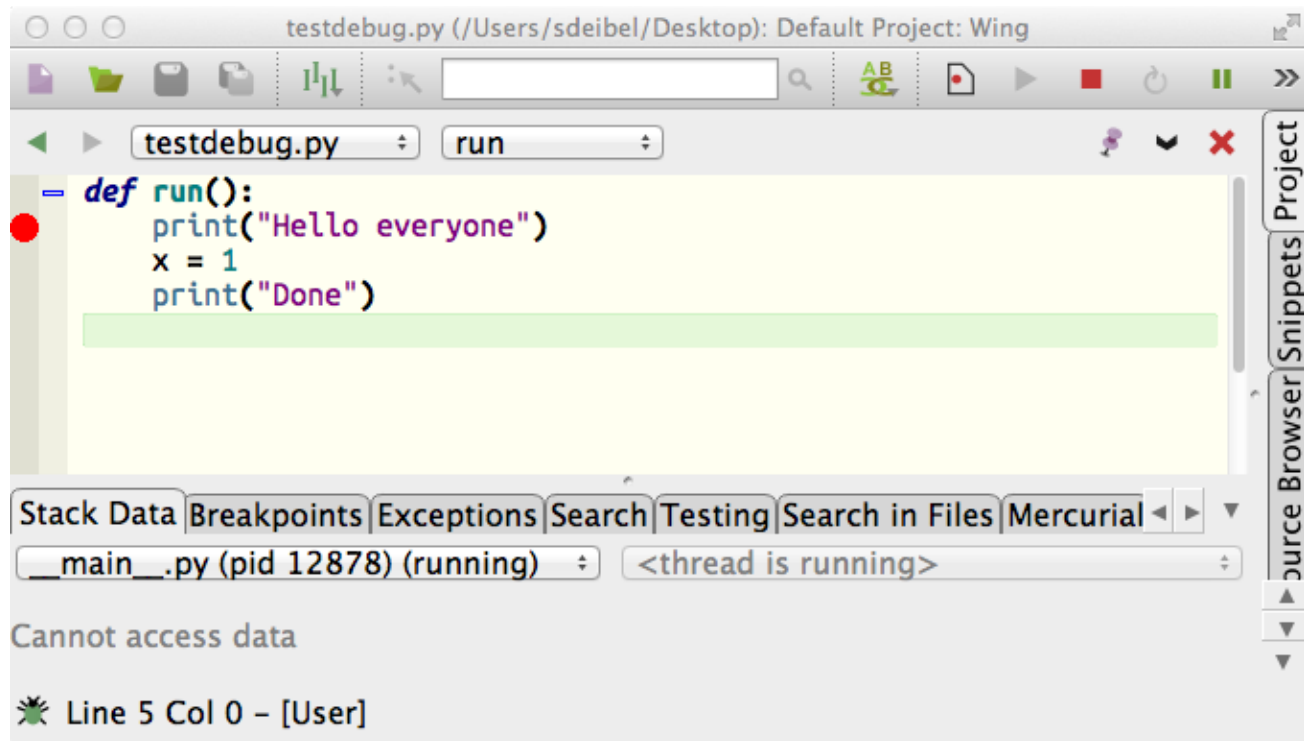 testdebug.py (/Users/sdeibel/Desktop): Default Project: Wing
AB
testdebug.py run
def run():
    print("Hello everyone")
    x = 1
    print("Done")
Project
Snippets
ource Browser
Stack Data Breakpoints Exceptions Search Testing Search in Files Mercurial
__main__.py (pid 12878) (running) <thread is running>
Cannot access data
Line 5 Col 0 – [User]